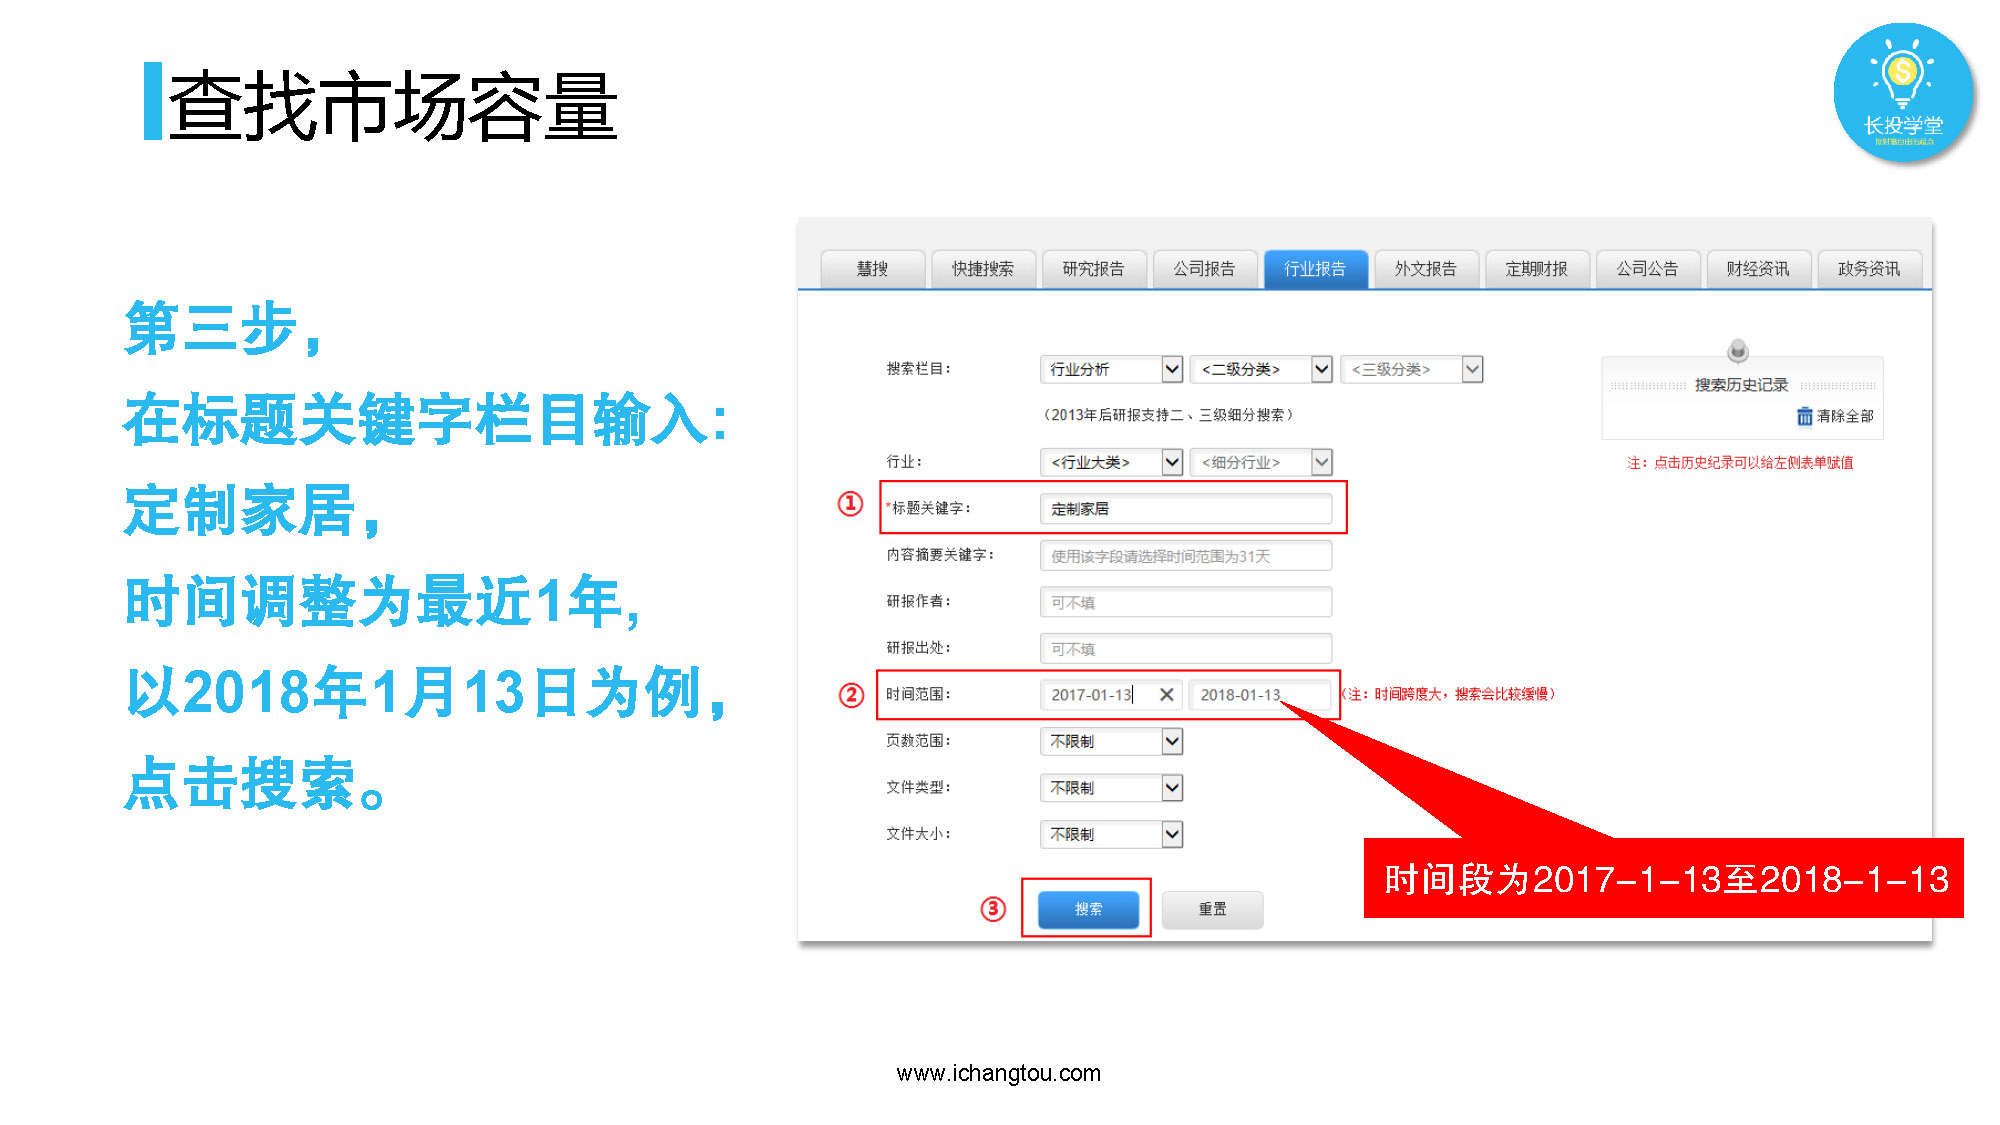 查找市场容量
长投学堂
第三步，
在标题关键字栏目输入：
定制家居，
时间调整为最近1年，
以2018年1月13日为例，
点击搜索。
慧搜 快捷搜索 研究报告 公司报告 行业报告 外文报告 定期财报 公司公告 财经资讯 政务资讯
搜索栏目： 行业分析 <二级分类> <三级分类>
（2013年后研报支持二、三级细分搜索）
行业： <行业大类> <细分行业>
① *标题关键字： 定制家居
内容摘要关键字： 使用该字段请选择时间范围为31天
研报作者： 可不填
研报出处： 可不填
② 时间范围： 2017-01-13 ✕ 2018-01-13 （注：时间跨度大，搜索会比较缓慢）
页数范围： 不限制
文件类型： 不限制
文件大小： 不限制
③ 搜索 重置
搜索历史记录
清除全部
注：点击历史纪录可以给左侧表单赋值
时间段为2017-1-13至2018-1-13
www.ichangtou.com